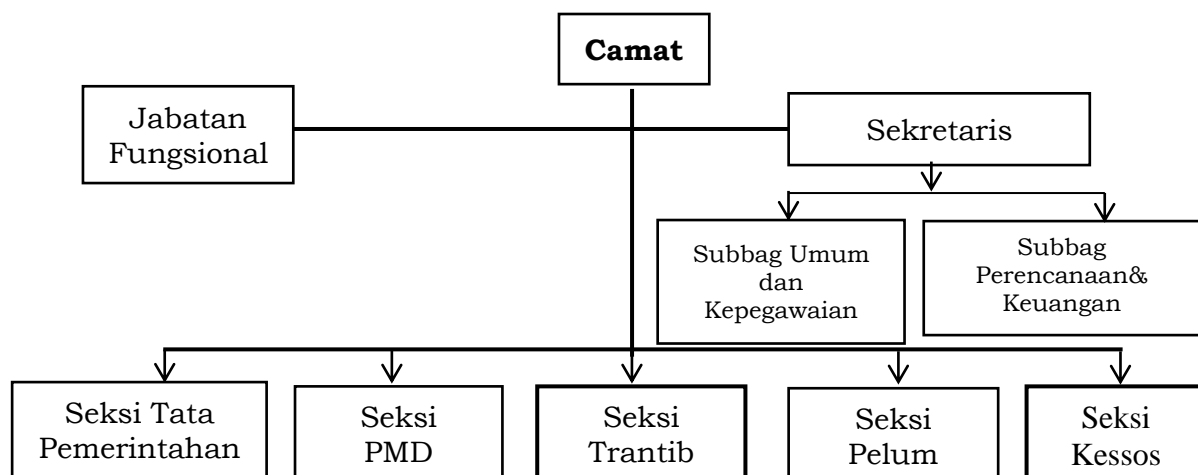 Camat
Jabatan
Fungsional
Sekretaris
Subbag Umum
dan
Kepegawaian
Subbag
Perencanaan&
Keuangan
Seksi Tata
Pemerintahan
Seksi
PMD
Seksi
Trantib
Seksi
Pelum
Seksi
Kessos